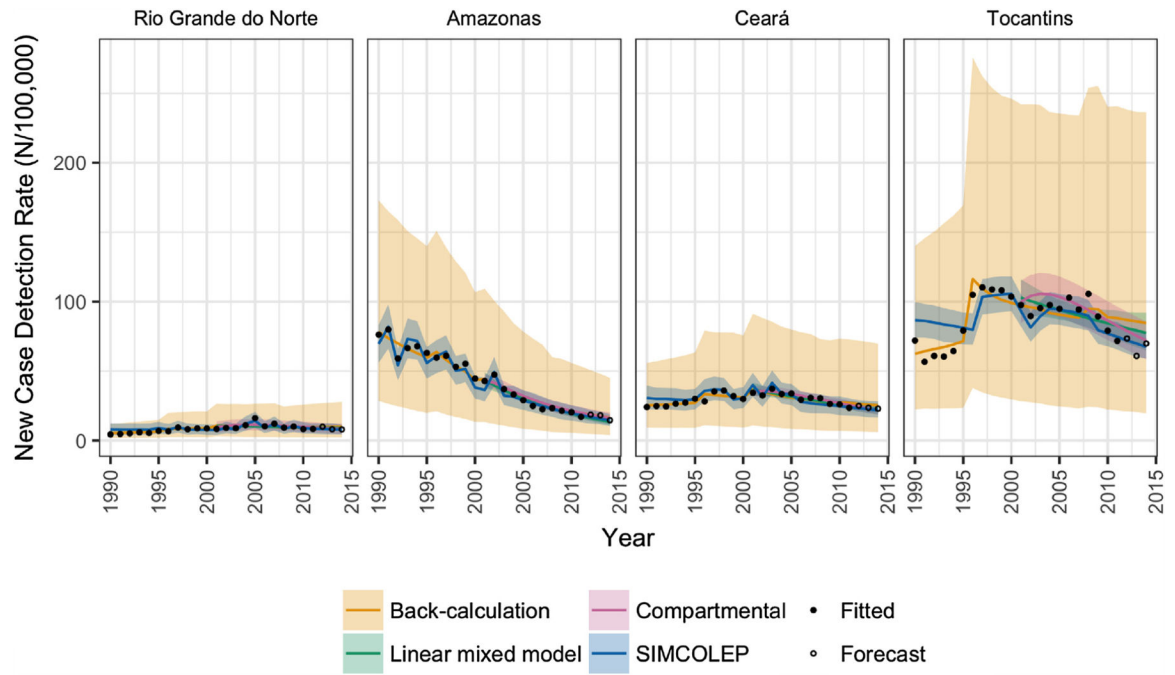 Rio Grande do Norte Amazonas Ceará Tocantins
New Case Detection Rate (N/100,000)
200
100
0
1990 1995 2000 2005 2010 2015 1990 1995 2000 2005 2010 2015 1990 1995 2000 2005 2010 2015 1990 1995 2000 2005 2010 2015
Year
Back-calculation Compartmental Fitted
Linear mixed model SIMCOLEP Forecast